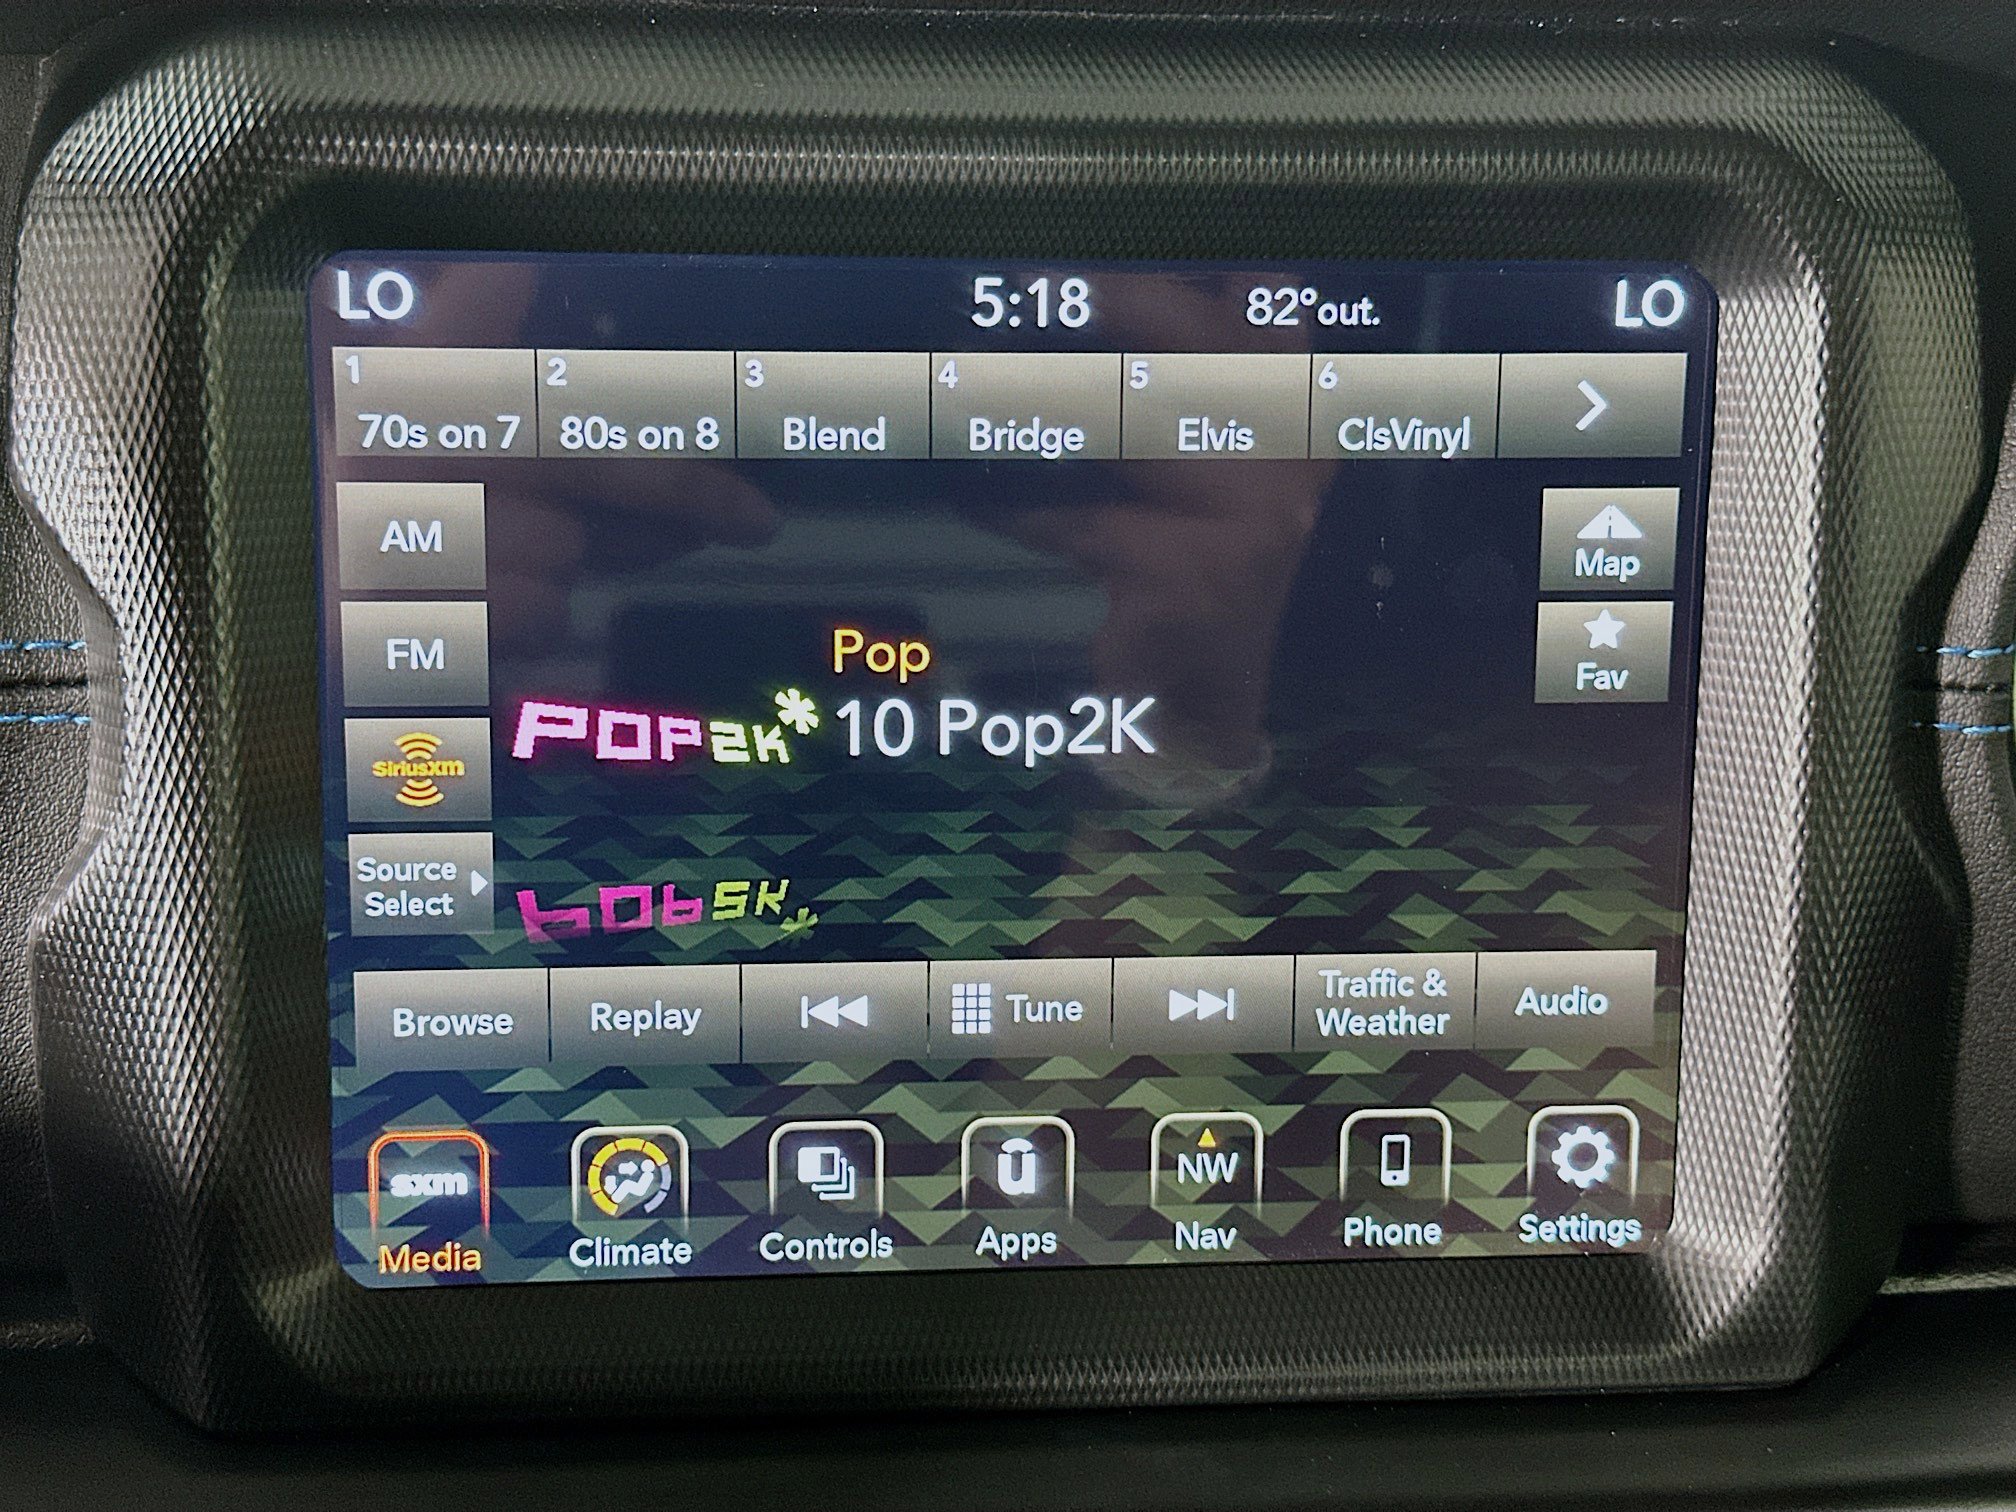 LO 5:18 82°out. LO
1 2 3 4 5 6
70s on 7 80s on 8 Blend Bridge Elvis ClsVinyl
AM
Map
FM
Fav
Pop
POP2K* 10 Pop2K
SiriusXm
Source
Select
POP2K*
Browse Replay Tune Traffic &
Weather Audio
sxm
Media
Climate
Controls
u
Apps
NW
Nav
Phone
Settings